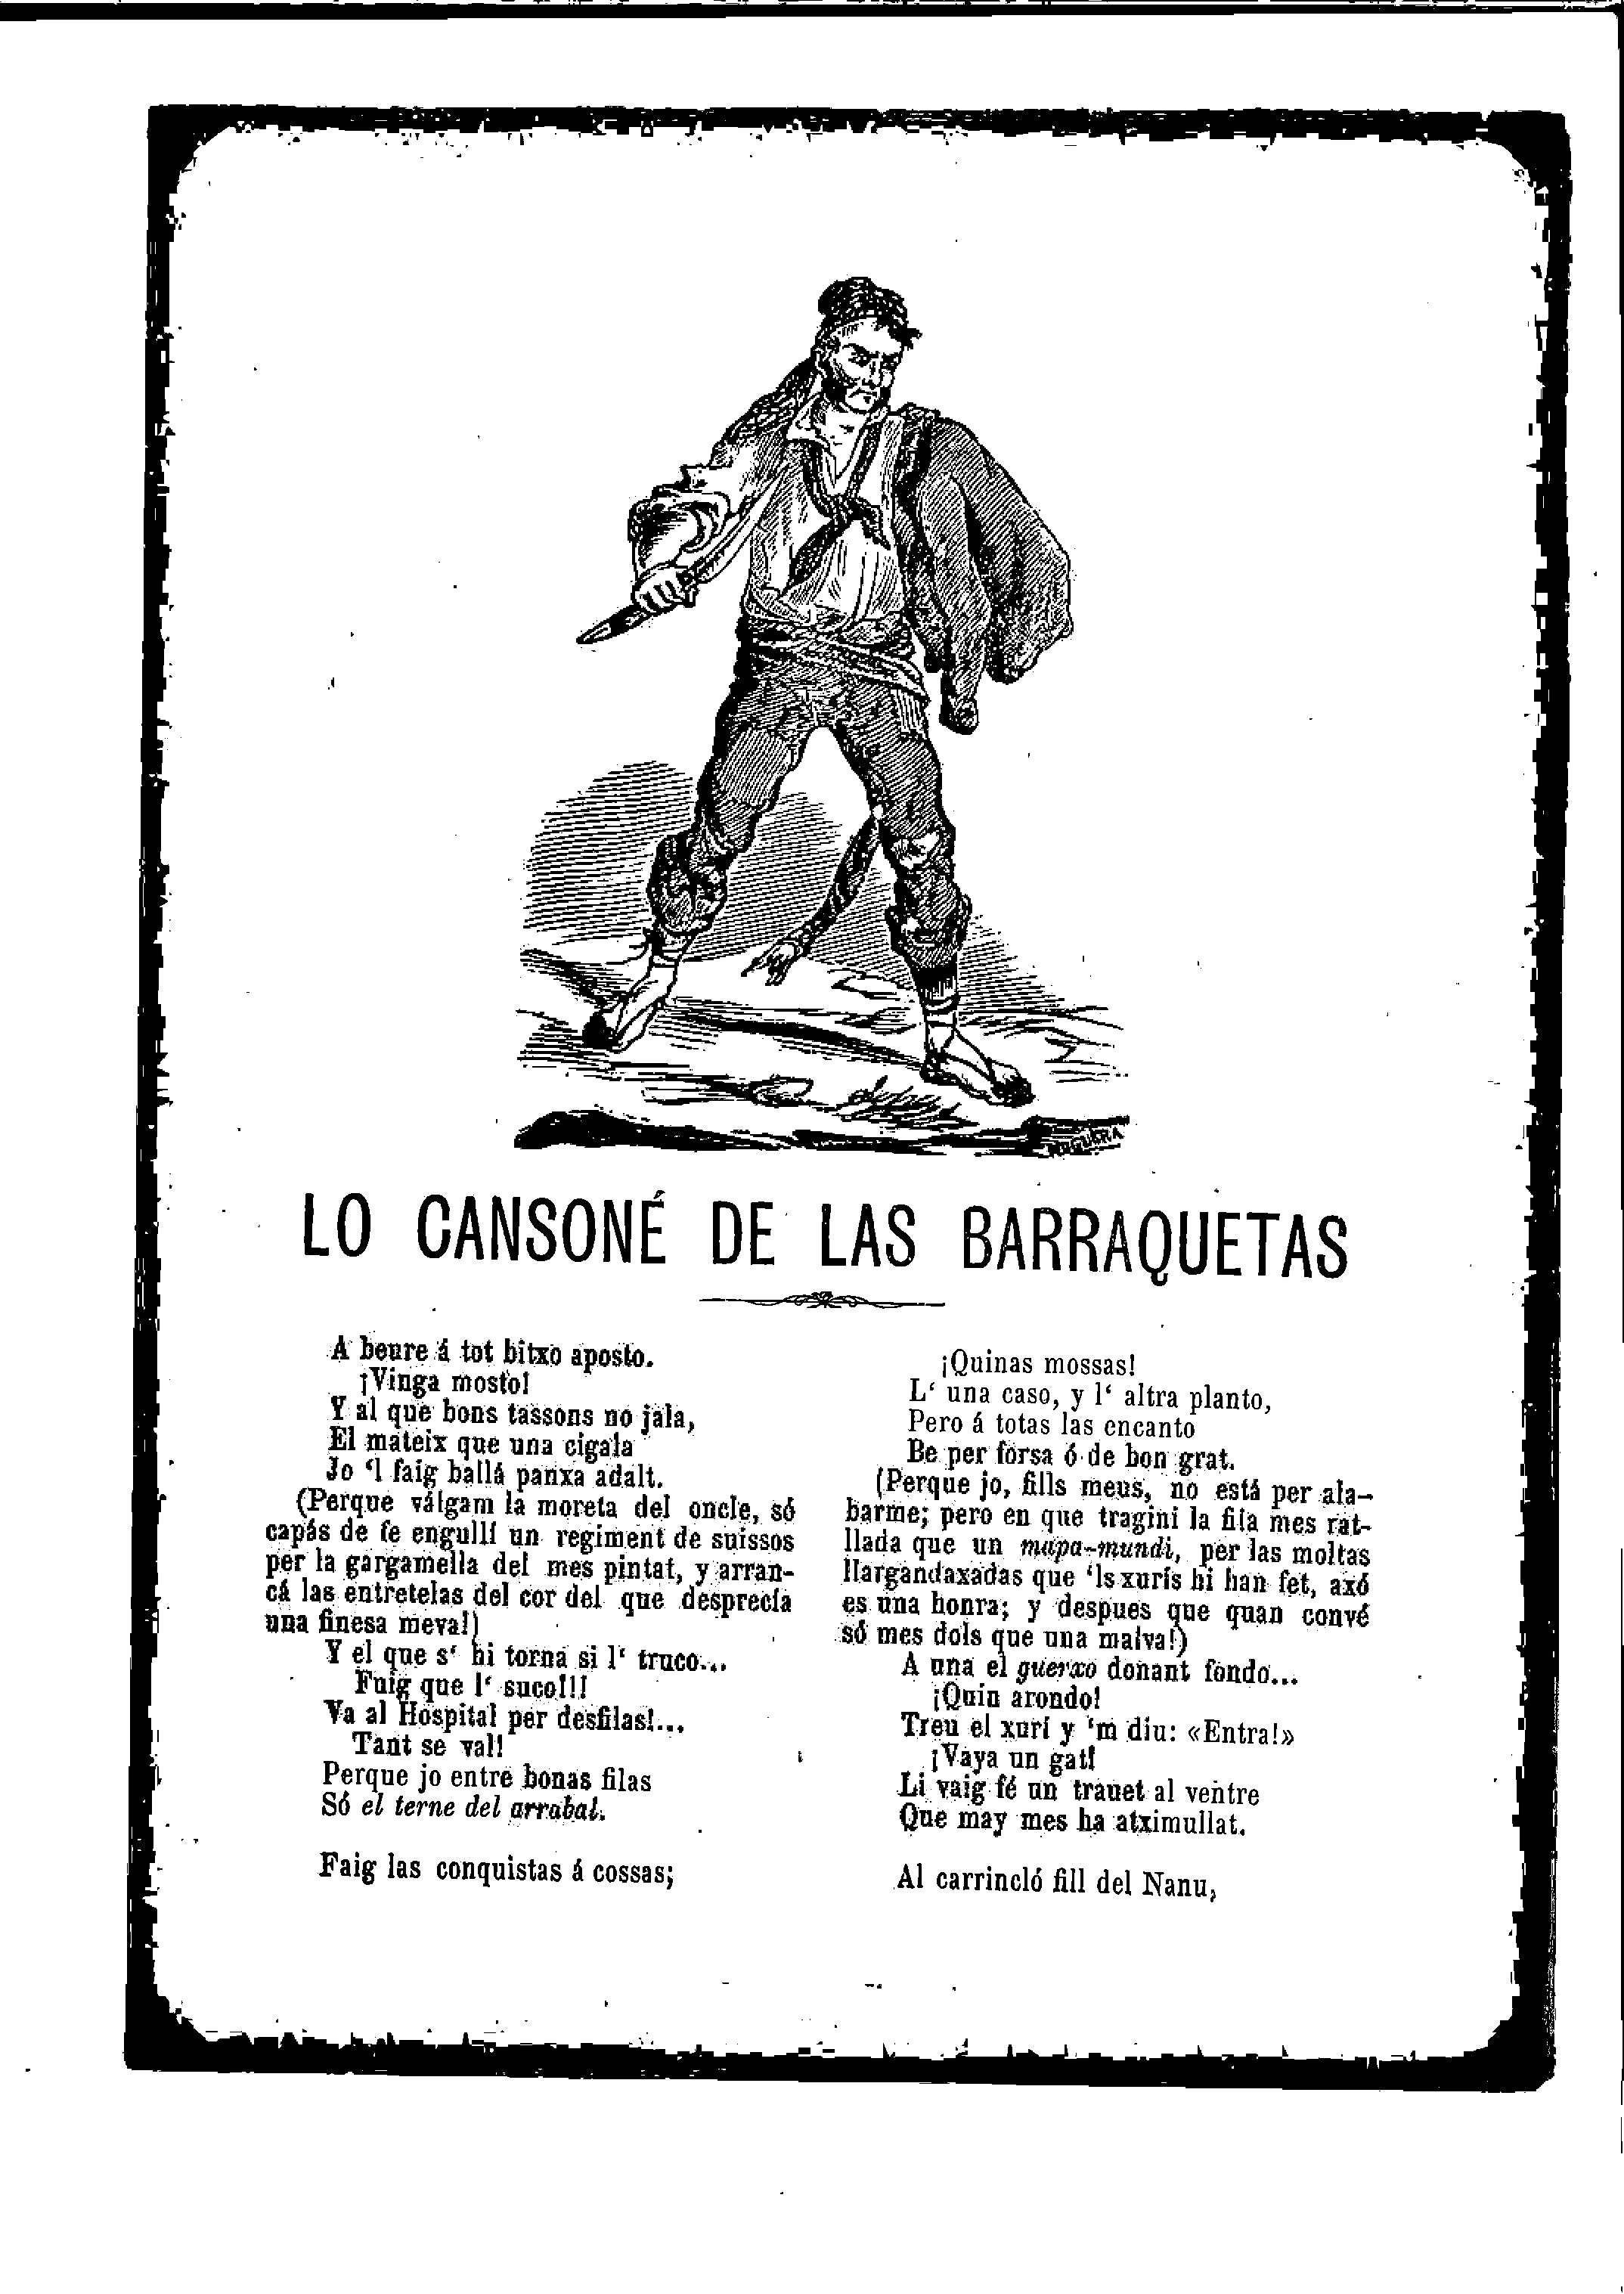 NOGUERA
LO CANSONÉ DE LAS BARRAQUETAS
A beure á tot bitxo aposto.
¡Vinga mosto!
Y al que bons tassons no jala,
El mateix que una cigala
Jo ‘l faig ballá panxa adalt.
(Perque válgam la moreta del oncle, só
capás de fe engullí un regiment de suissos
per la gargamella del mes pintat, y arran-
cá las entretelas del cor del que desprecía
una finesa meva!)
Y el que s‘ hi torna si l‘ truco...
Fuig que l‘ suco!!!
Va al Hospital per desfilas!...
Tant se val!
Perque jo entre bonas filas
Só el terne del arrabal.
Faig las conquistas á cossas;
¡Quinas mossas!
L‘ una caso, y l‘ altra planto,
Pero á totas las encanto
Be per forsa ó de bon grat.
(Perque jo, fills meus, no está per ala-
barme; pero en que tragini la fila mes rat-
llada que un mapa-mundi, per las moltas
llargandaxadas que ‘ls xurís hi han fet, axó
es una honra; y despues que quan convé
só mes dols que una malva!)
A una el guerxo donant fondo...
¡Quin arondo!
Treu el xurí y ‘m diu: «Entra!»
¡Vaya un gat!
Li vaig fé un trauet al ventre
Que may mes ha atximullat.
Al carrincló fill del Nanu,